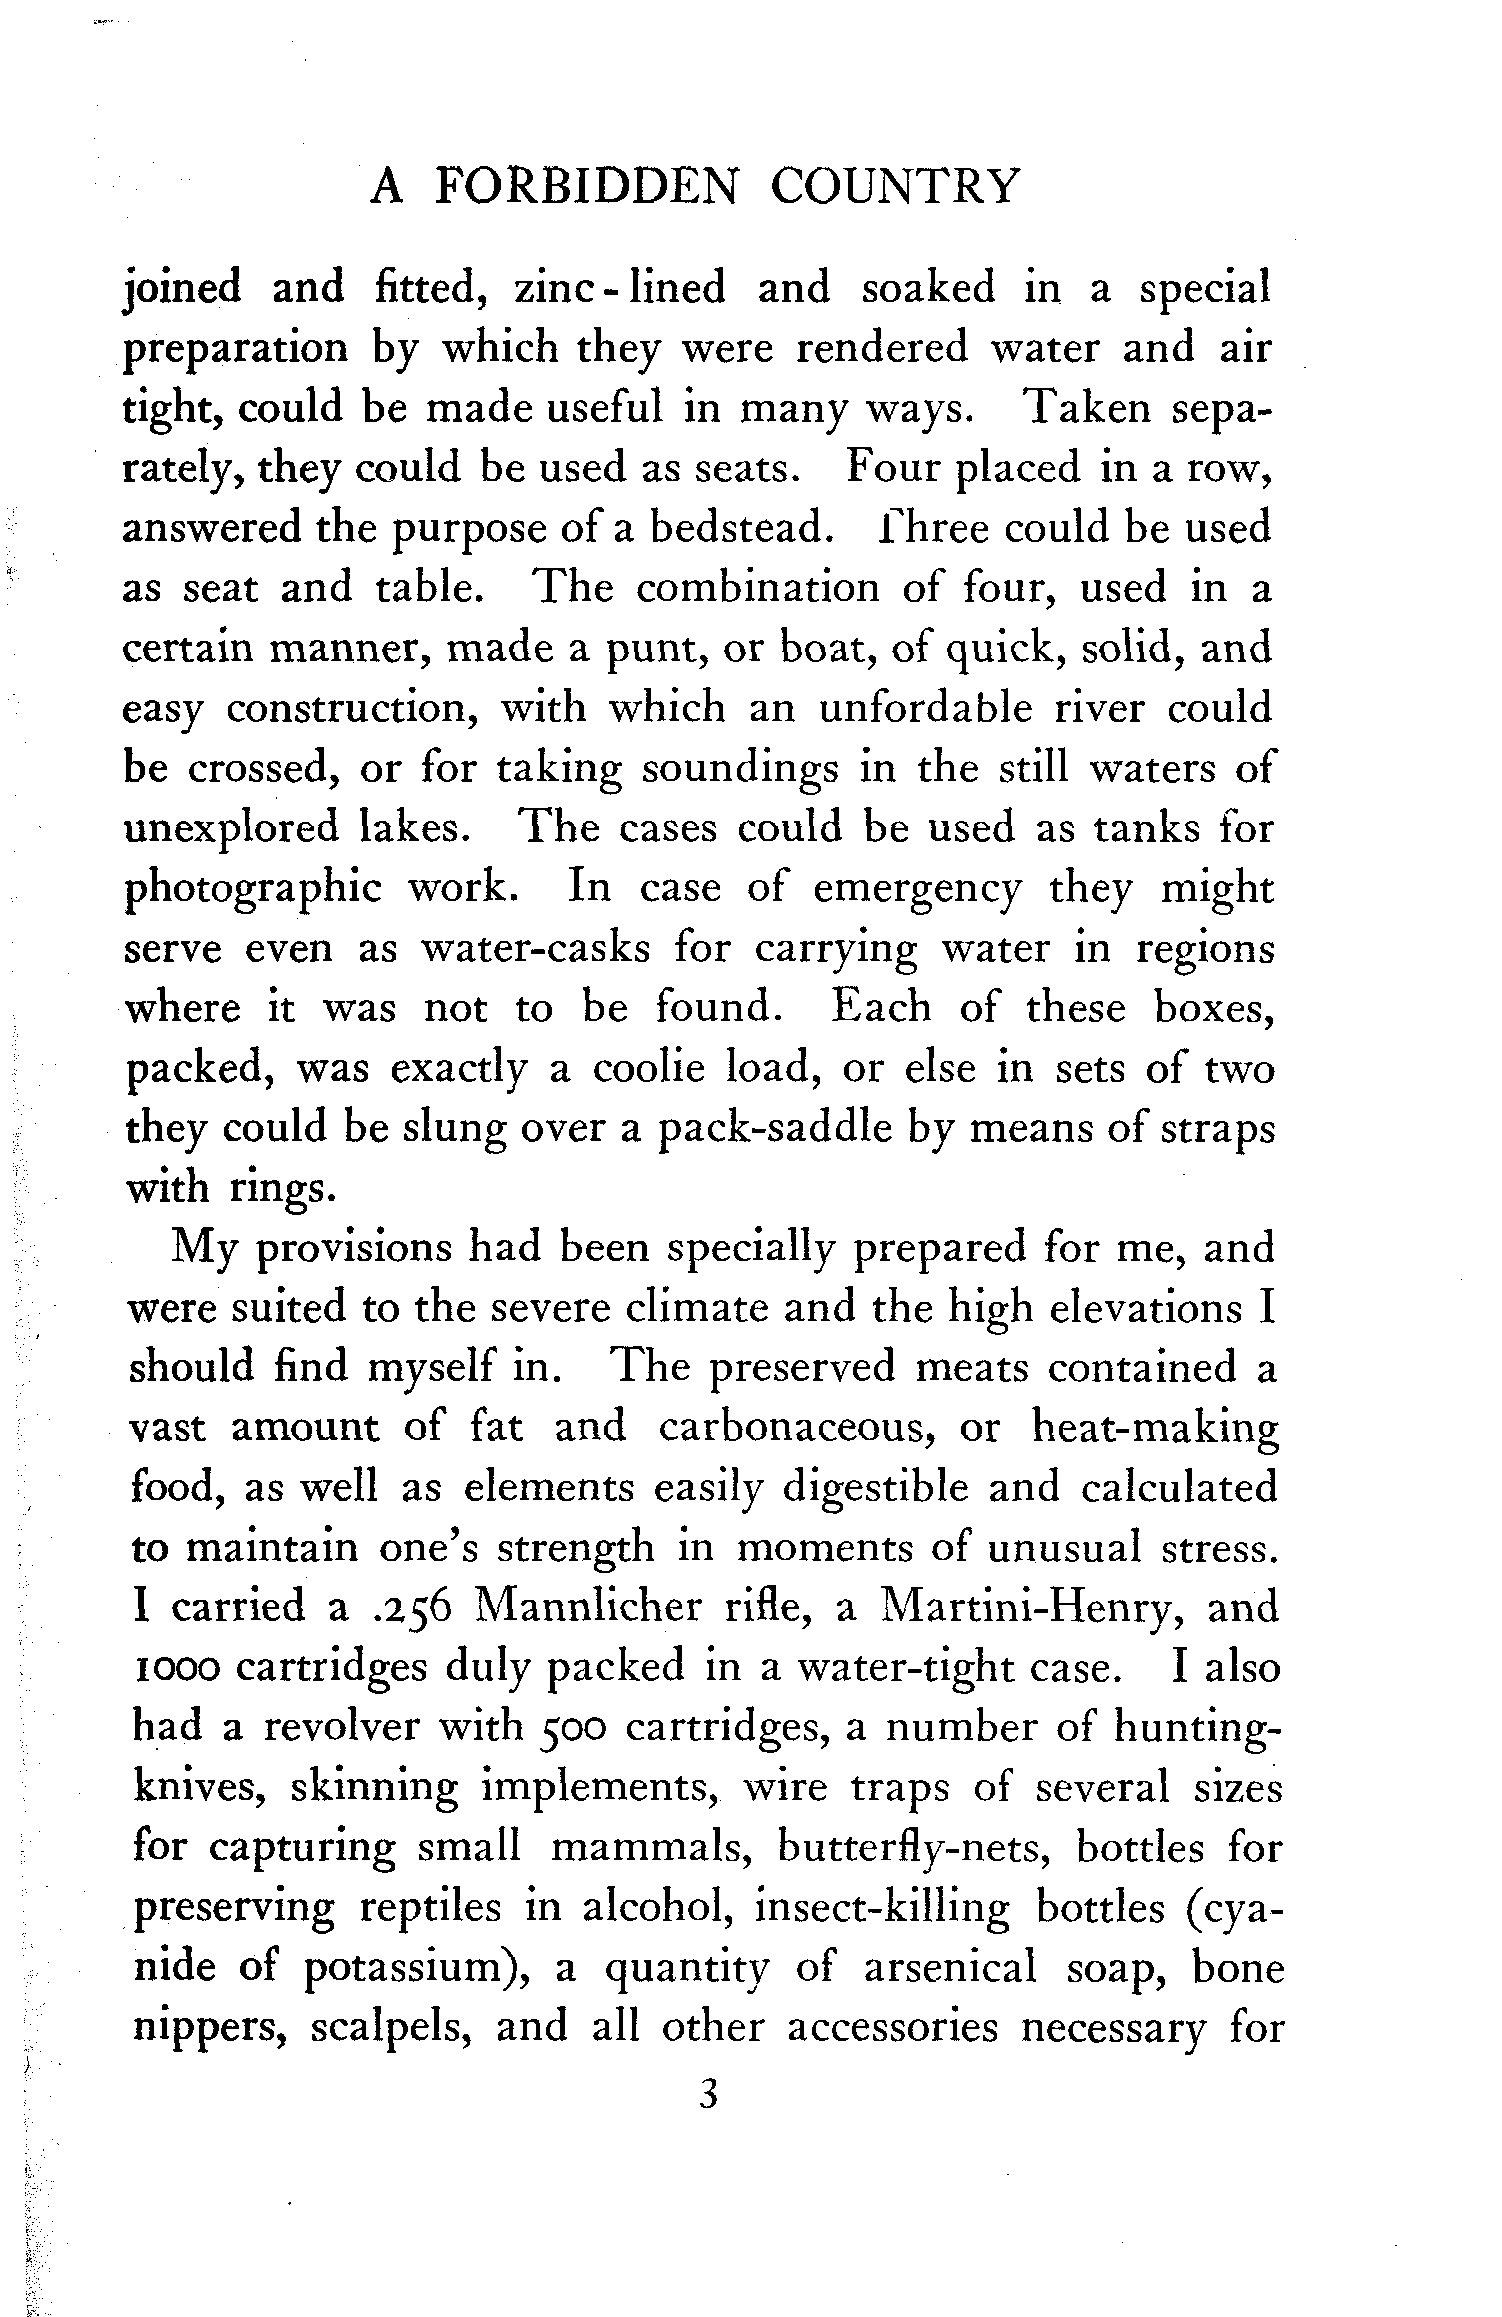 A FORBIDDEN COUNTRY
joined and fitted, zinc-lined and soaked in a special
preparation by which they were rendered water and air
tight, could be made useful in many ways. Taken sepa-
rately, they could be used as seats. Four placed in a row,
answered the purpose of a bedstead. Three could be used
as seat and table. The combination of four, used in a
certain manner, made a punt, or boat, of quick, solid, and
easy construction, with which an unfordable river could
be crossed, or for taking soundings in the still waters of
unexplored lakes. The cases could be used as tanks for
photographic work. In case of emergency they might
serve even as water-casks for carrying water in regions
where it was not to be found. Each of these boxes,
packed, was exactly a coolie load, or else in sets of two
they could be slung over a pack-saddle by means of straps
with rings.
My provisions had been specially prepared for me, and
were suited to the severe climate and the high elevations I
should find myself in. The preserved meats contained a
vast amount of fat and carbonaceous, or heat-making
food, as well as elements easily digestible and calculated
to maintain one's strength in moments of unusual stress.
I carried a .256 Mannlicher rifle, a Martini-Henry, and
1000 cartridges duly packed in a water-tight case. I also
had a revolver with 500 cartridges, a number of hunting-
knives, skinning implements, wire traps of several sizes
for capturing small mammals, butterfly-nets, bottles for
preserving reptiles in alcohol, insect-killing bottles (cya-
nide of potassium), a quantity of arsenical soap, bone
nippers, scalpels, and all other accessories necessary for
3